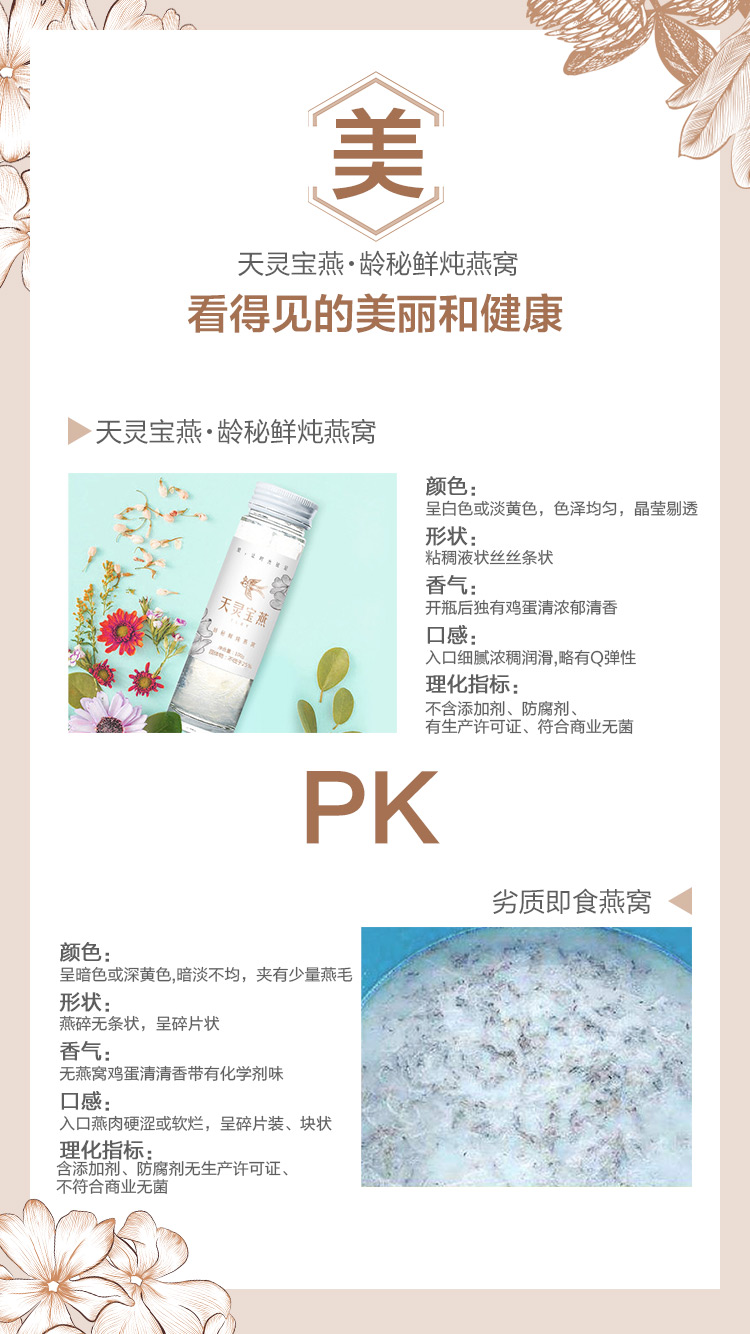 美
天灵宝燕·龄秘鲜炖燕窝
看得见的美丽和健康
天灵宝燕·龄秘鲜炖燕窝
天灵宝燕
颜色：
呈白色或淡黄色，色泽均匀，晶莹剔透
形状：
粘稠液状丝丝条状
香气：
开瓶后独有鸡蛋清浓郁清香
口感：
入口细腻浓稠润滑,略有Q弹性
理化指标：
不含添加剂、防腐剂、
有生产许可证、符合商业无菌
PK
劣质即食燕窝
颜色：
呈暗色或深黄色,暗淡不均，夹有少量燕毛
形状：
燕碎无条状，呈碎片状
香气：
无燕窝鸡蛋清清香带有化学剂味
口感：
入口燕肉硬涩或软烂，呈碎片装、块状
理化指标：
含添加剂、防腐剂无生产许可证、
不符合商业无菌